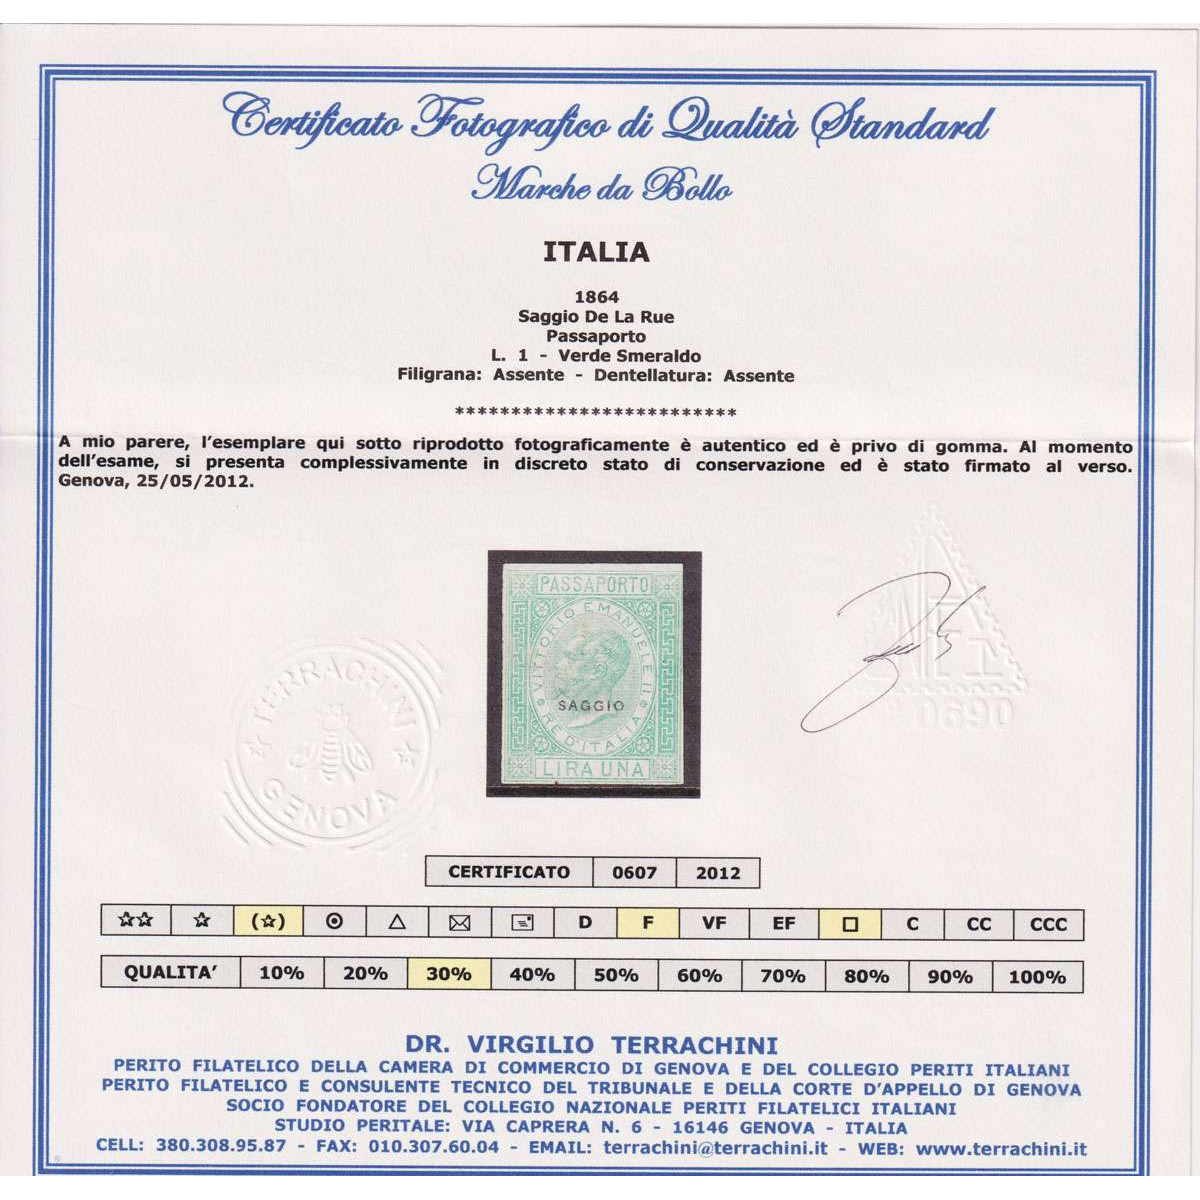 Certificato Fotografico di Qualità Standard
Marche da Bollo
ITALIA
1864
Saggio De La Rue
Passaporto
L. 1 - Verde Smeraldo
Filigrana: Assente - Dentellatura: Assente
*************************
A mio parere, l'esemplare qui sotto riprodotto fotograficamente è autentico ed è privo di gomma. Al momento
dell'esame, si presenta complessivamente in discreto stato di conservazione ed è stato firmato al verso.
Genova, 25/05/2012.
PASSAPORTO
VITTORIO EMANUELE II
SAGGIO
RE D'ITALIA
LIRA UNA
TERRACHINI
GENOVA
0690
CERTIFICATO 0607 2012
D F VF EF C CC CCC
QUALITA' 10% 20% 30% 40% 50% 60% 70% 80% 90% 100%
DR. VIRGILIO TERRACHINI
PERITO FILATELICO DELLA CAMERA DI COMMERCIO DI GENOVA E DEL COLLEGIO PERITI ITALIANI
PERITO FILATELICO E CONSULENTE TECNICO DEL TRIBUNALE E DELLA CORTE D'APPELLO DI GENOVA
SOCIO FONDATORE DEL COLLEGIO NAZIONALE PERITI FILATELICI ITALIANI
STUDIO PERITALE: VIA CAPRERA N. 6 - 16146 GENOVA - ITALIA
CELL: 380.308.95.87 - FAX: 010.307.60.04 - EMAIL: terrachini@terrachini.it - WEB: www.terrachini.it